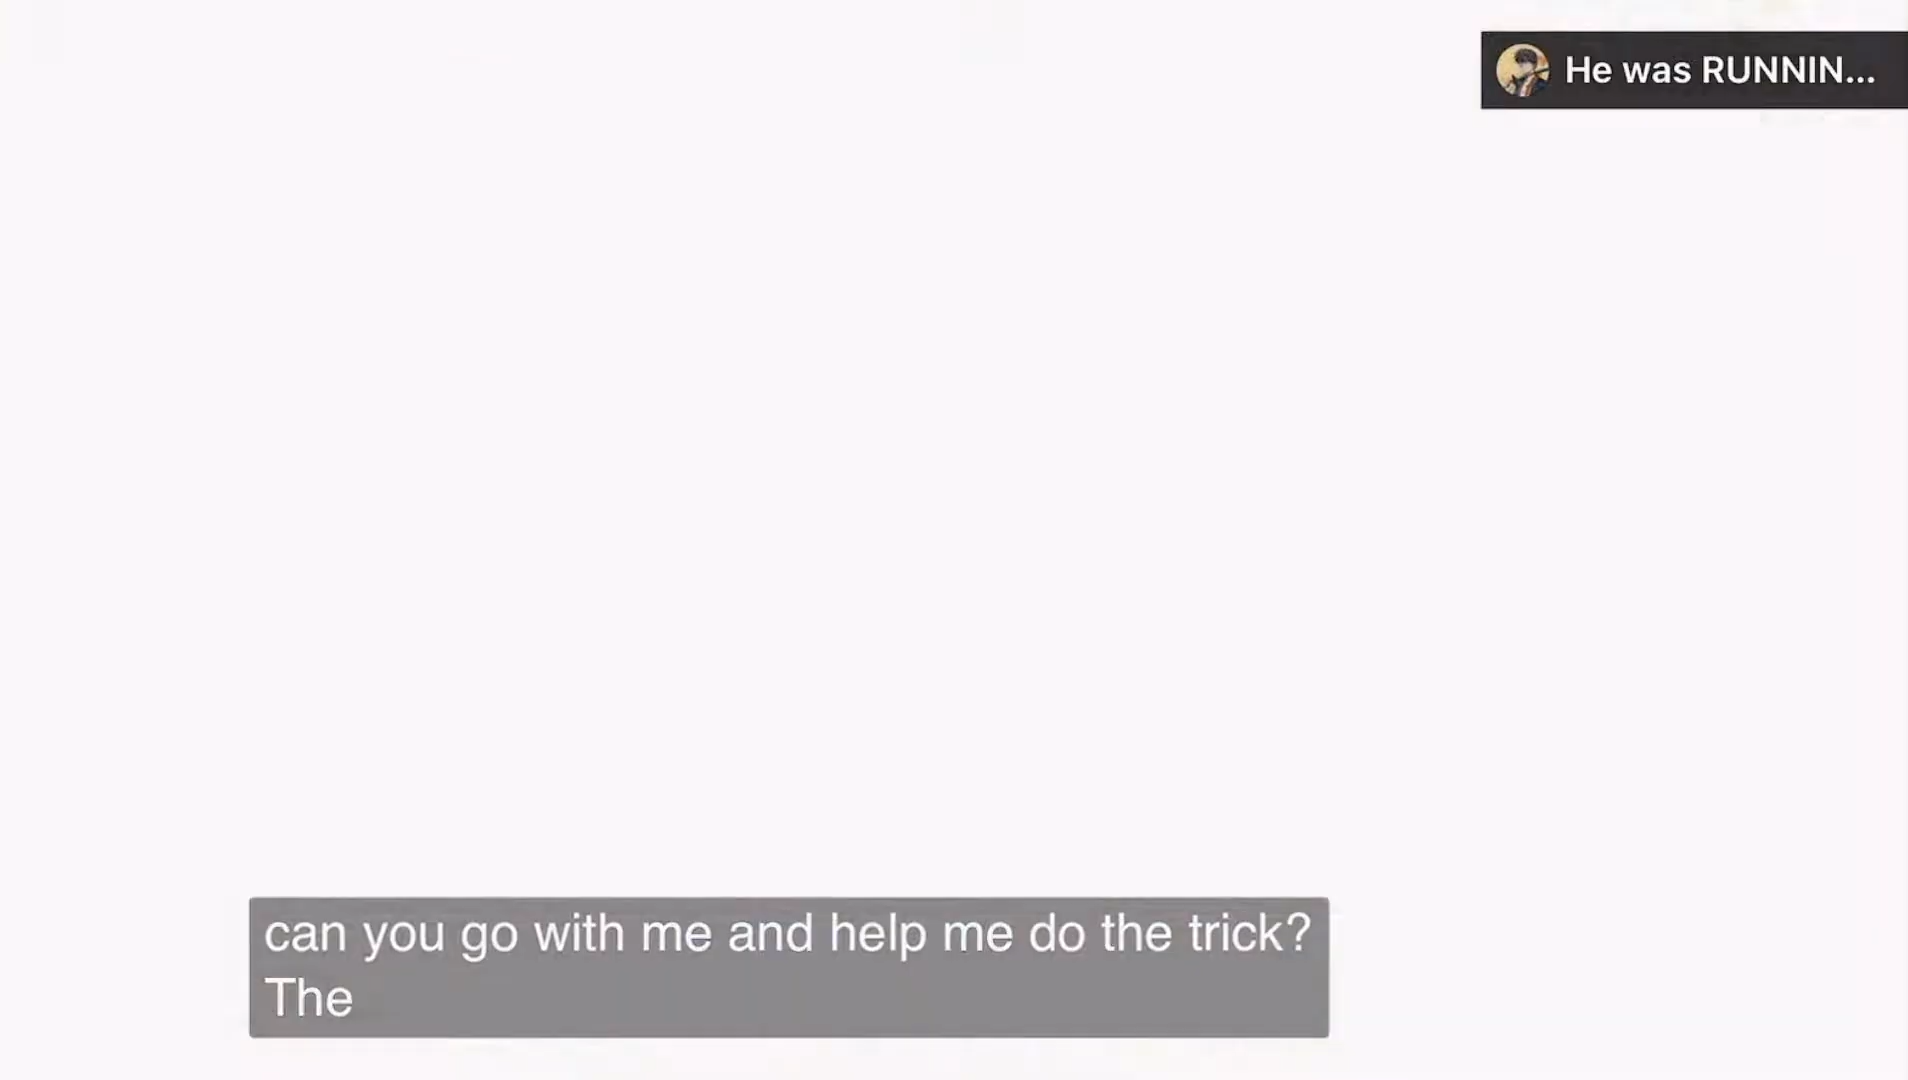 He was RUNNIN...
can you go with me and help me do the trick?
The